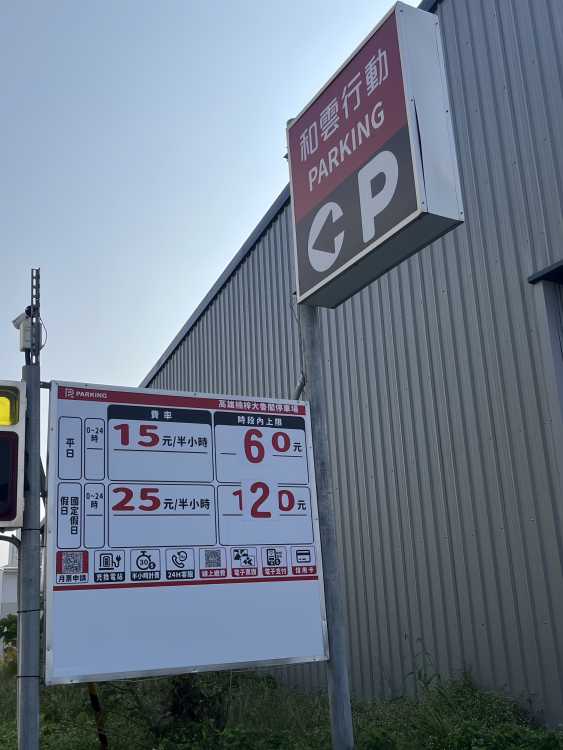 和雲行動
PARKING
P
PARKING
高雄楠梓大魯閣停車場
費率
時段內上限
平日
0~24時
15元/半小時
60元
國定假日
假日
0~24時
25元/半小時
120元
月票申請
充換電站
30
半小時計費
24H客服
線上繳費
電子票證
電子支付
信用卡